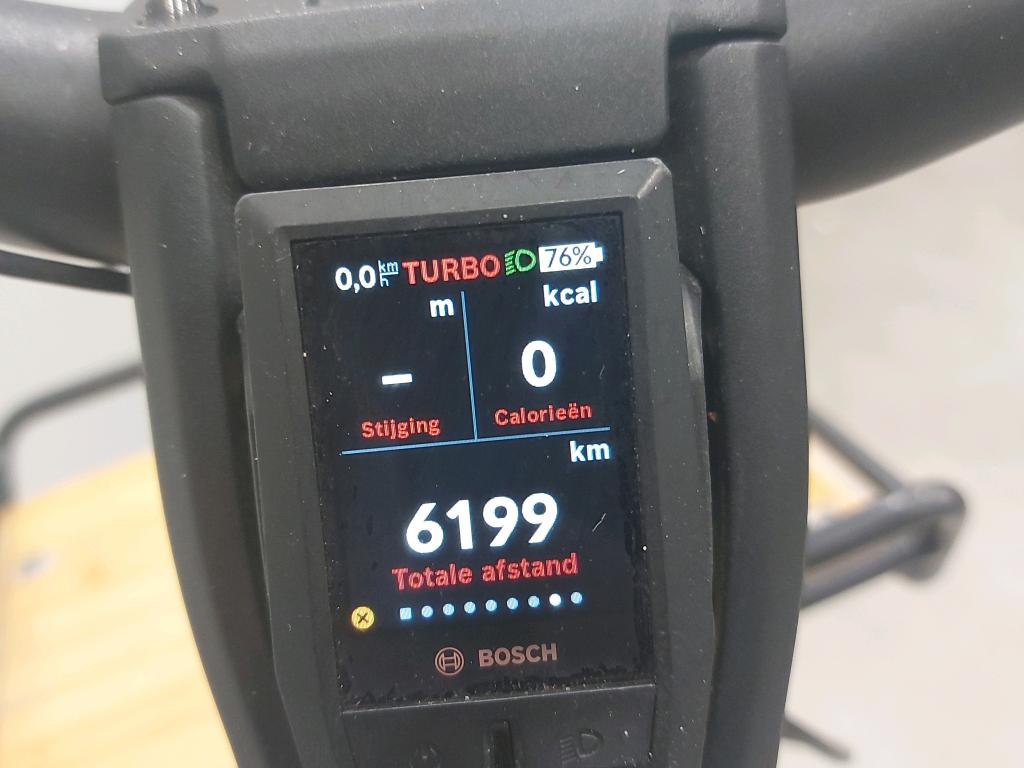 0,0 km/h TURBO 76%
m kcal
– 0
Stijging Calorieën
km
6199
Totale afstand
BOSCH